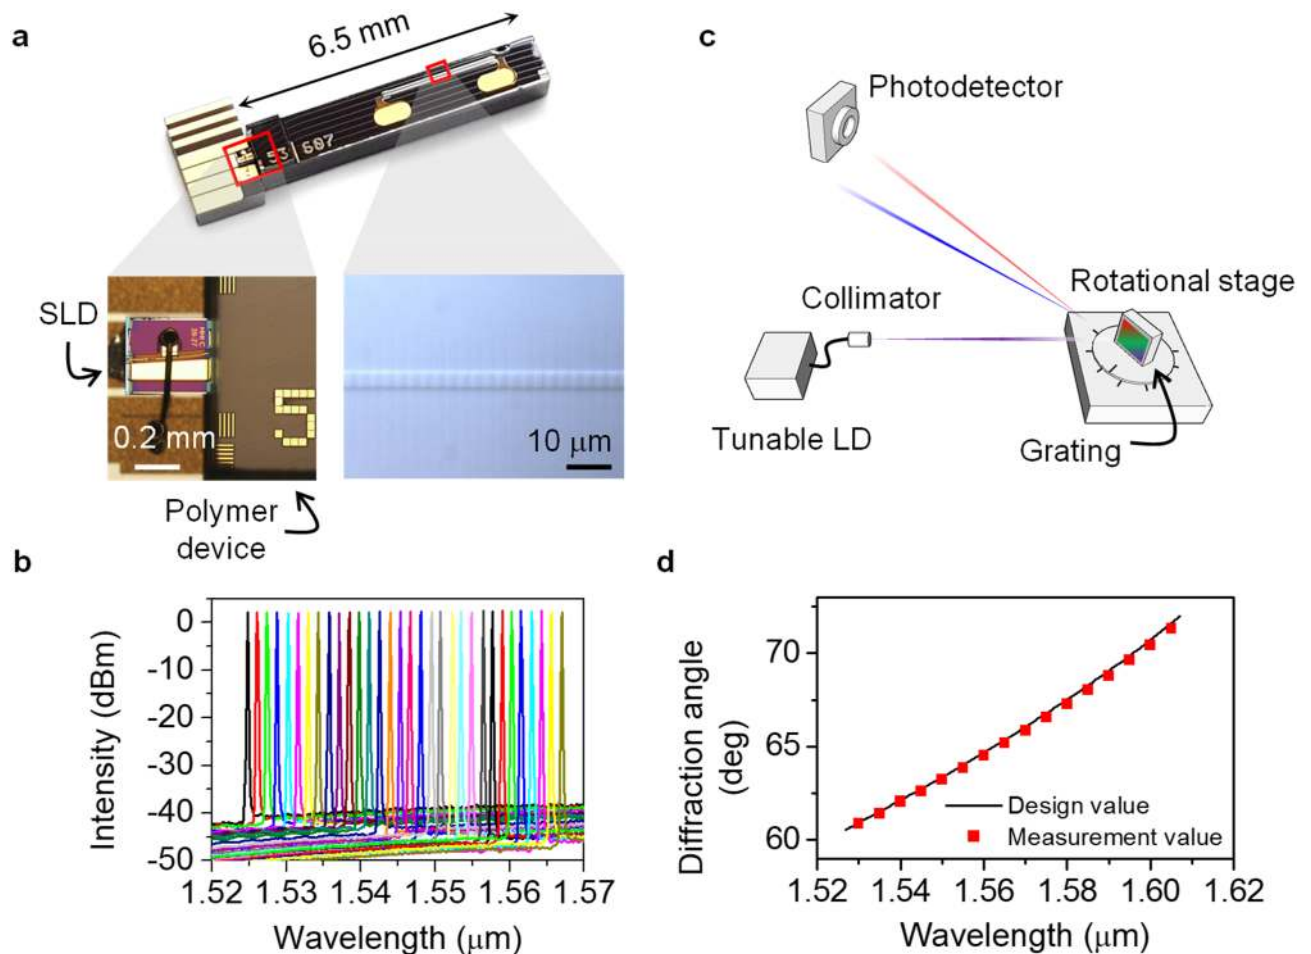 a
6.5 mm
53 607
SLD
0.2 mm
5
10 μm
Polymer
device
b
Intensity (dBm)
0
-10
-20
-30
-40
-50
1.52 1.53 1.54 1.55 1.56 1.57
Wavelength (μm)
c
Photodetector
Collimator
Rotational stage
Tunable LD
Grating
d
Diffraction angle
(deg)
70
65
60
Design value
Measurement value
1.52 1.54 1.56 1.58 1.60 1.62
Wavelength (μm)